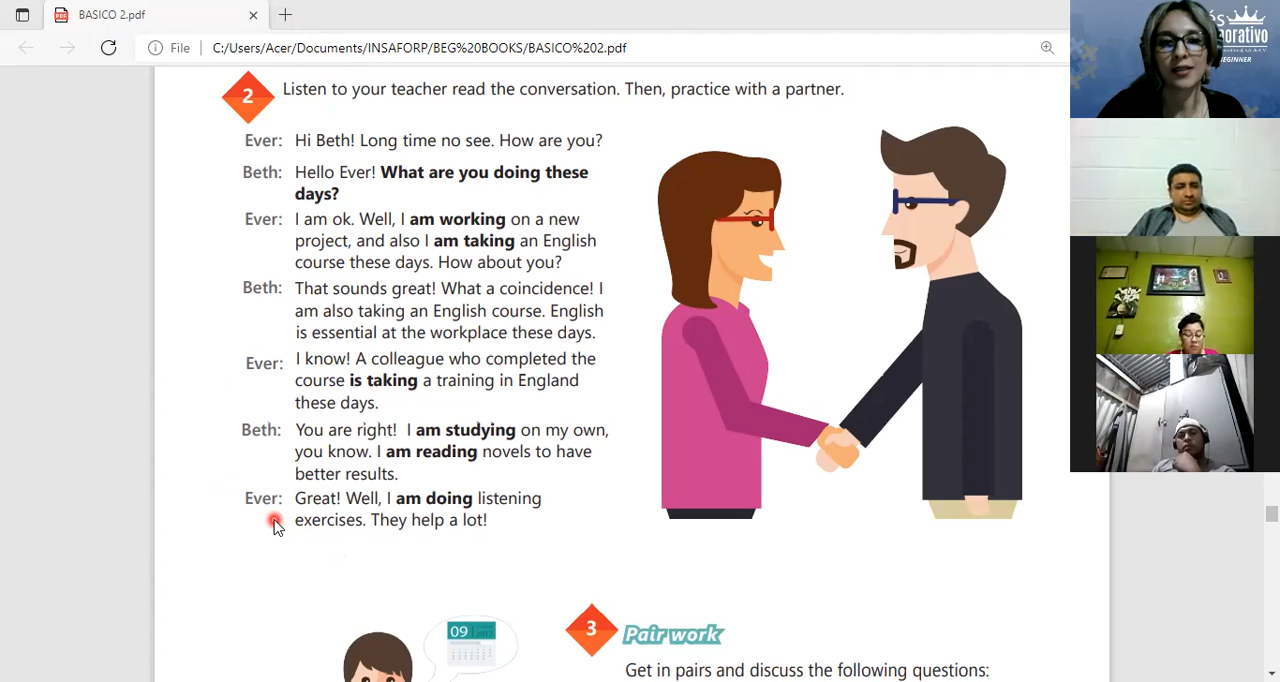 BASICO 2.pdf
File
C:/Users/Acer/Documents/INSAFORP/BEG%20BOOKS/BASICO%202.pdf
2
Listen to your teacher read the conversation. Then, practice with a partner.
Ever: Hi Beth! Long time no see. How are you?
Beth: Hello Ever! What are you doing these
days?
Ever: I am ok. Well, I am working on a new
project, and also I am taking an English
course these days. How about you?
Beth: That sounds great! What a coincidence! I
am also taking an English course. English
is essential at the workplace these days.
Ever: I know! A colleague who completed the
course is taking a training in England
these days.
Beth: You are right! I am studying on my own,
you know. I am reading novels to have
better results.
Ever: Great! Well, I am doing listening
exercises. They help a lot!
09
2017
3
Pair work
Get in pairs and discuss the following questions:
BEGINNER